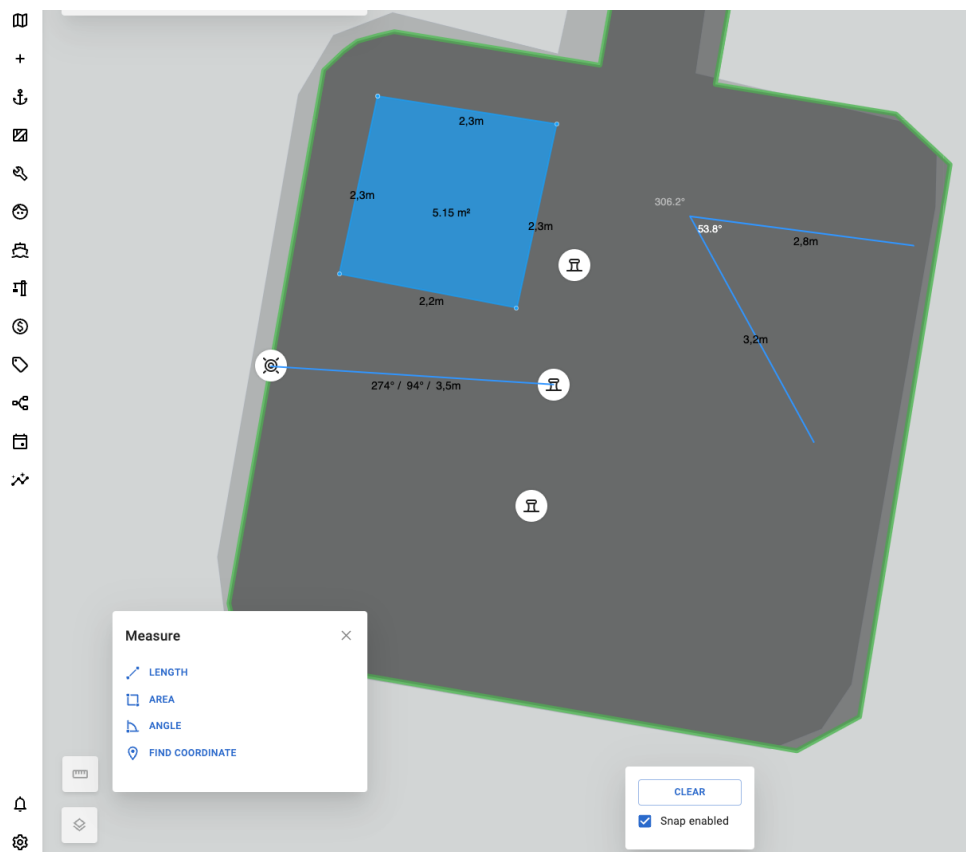 2,3m
2,3m
5.15 m²
2,3m
306.2°
53.8°
2,8m
2,2m
3,2m
274° / 94° / 3,5m
Measure
LENGTH
AREA
ANGLE
FIND COORDINATE
CLEAR
Snap enabled